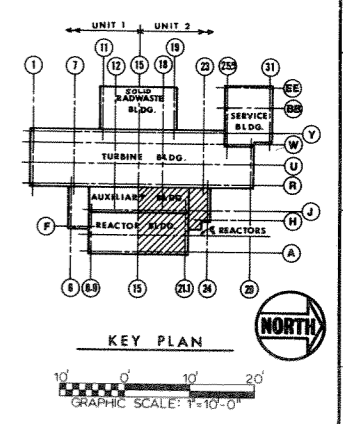 UNIT 1 UNIT 2
11 15 19
1 7 12 18 23 25.9 31
SOLID
RADWASTE
BLDG.
EE
BB
SERVICE
BLDG.
Y
W
TURBINE BLDG.
U
R
AUXILIARY BLDG.
J
H
F
REACTOR BLDG.
REACTORS
A
6 8.9 15 21.1 24 28
NORTH
KEY PLAN
10' 0' 10' 20'
GRAPHIC SCALE: 1"=10'-0"